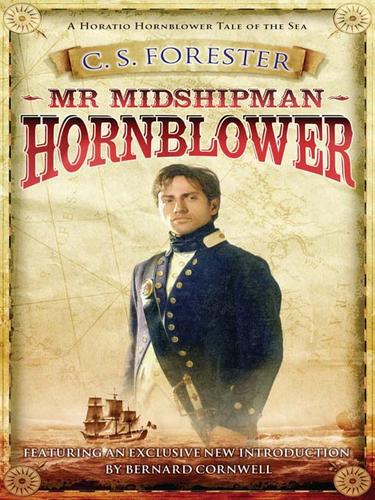 A Horatio Hornblower Tale of the Sea
C. S. FORESTER
MR MIDSHIPMAN
HORNBLOWER
FEATURING AN EXCLUSIVE NEW INTRODUCTION
BY BERNARD CORNWELL